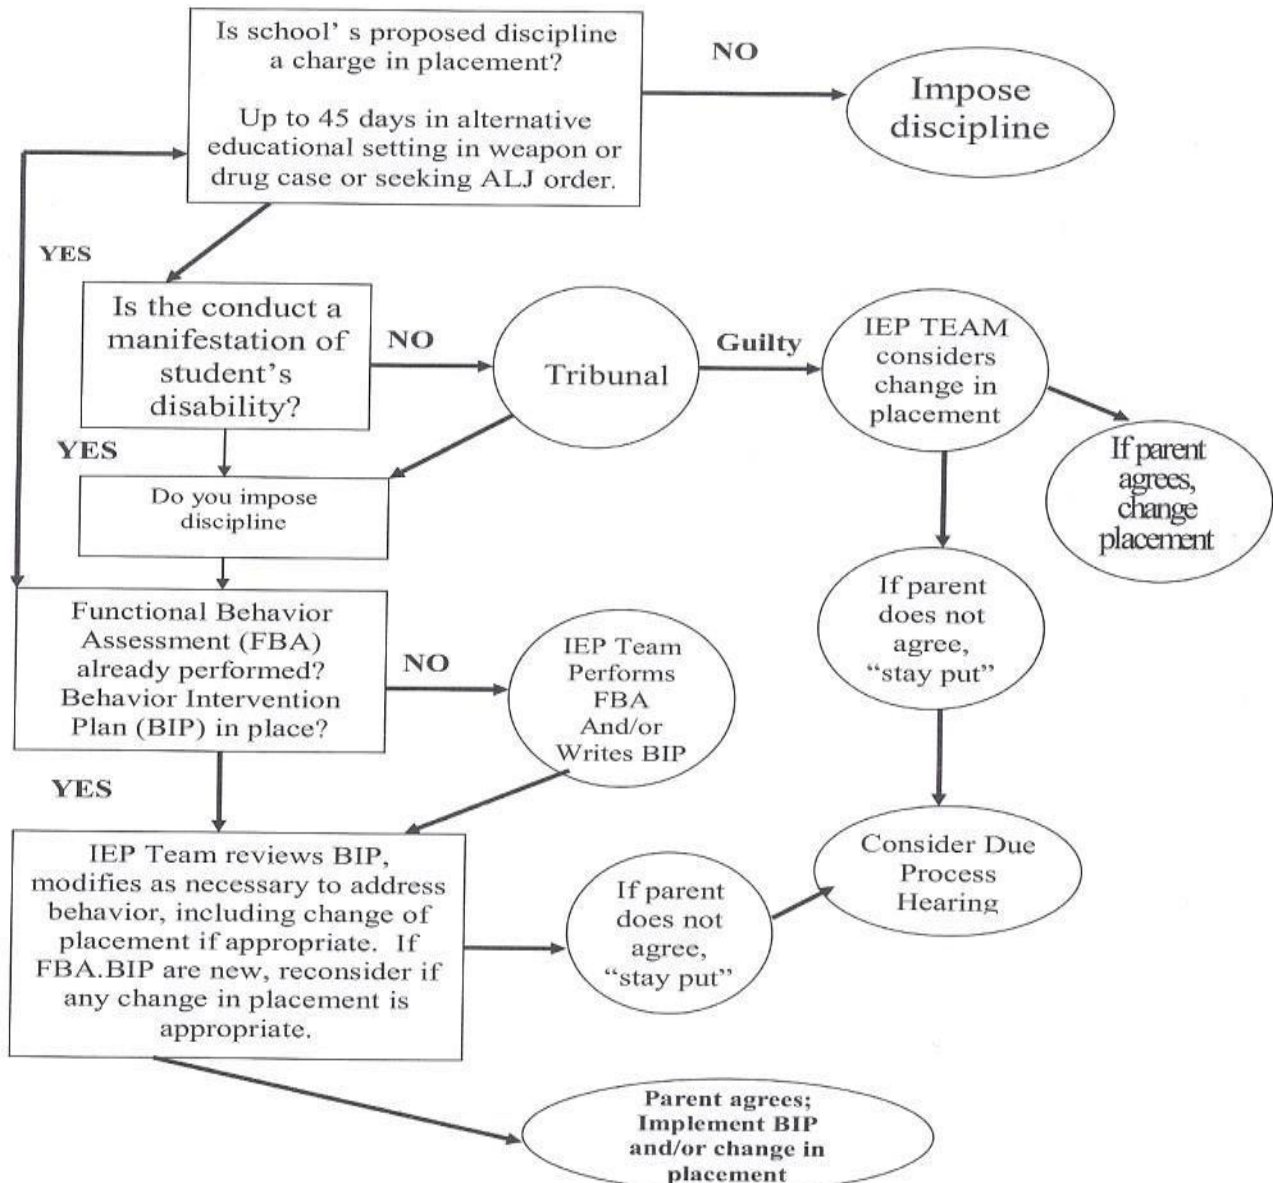 Is school' s proposed discipline
a charge in placement?
Up to 45 days in alternative
educational setting in weapon or
drug case or seeking ALJ order.
NO
Impose
discipline
YES
Is the conduct a
manifestation of
student's
disability?
NO
Tribunal
Guilty
IEP TEAM
considers
change in
placement
If parent
agrees,
change
placement
YES
Do you impose
discipline
If parent
does not
agree,
"stay put"
Functional Behavior
Assessment (FBA)
already performed?
Behavior Intervention
Plan (BIP) in place?
NO
IEP Team
Performs
FBA
And/or
Writes BIP
YES
IEP Team reviews BIP,
modifies as necessary to address
behavior, including change of
placement if appropriate. If
FBA.BIP are new, reconsider if
any change in placement is
appropriate.
If parent
does not
agree,
"stay put"
Consider Due
Process
Hearing
Parent agrees;
Implement BIP
and/or change in
placement